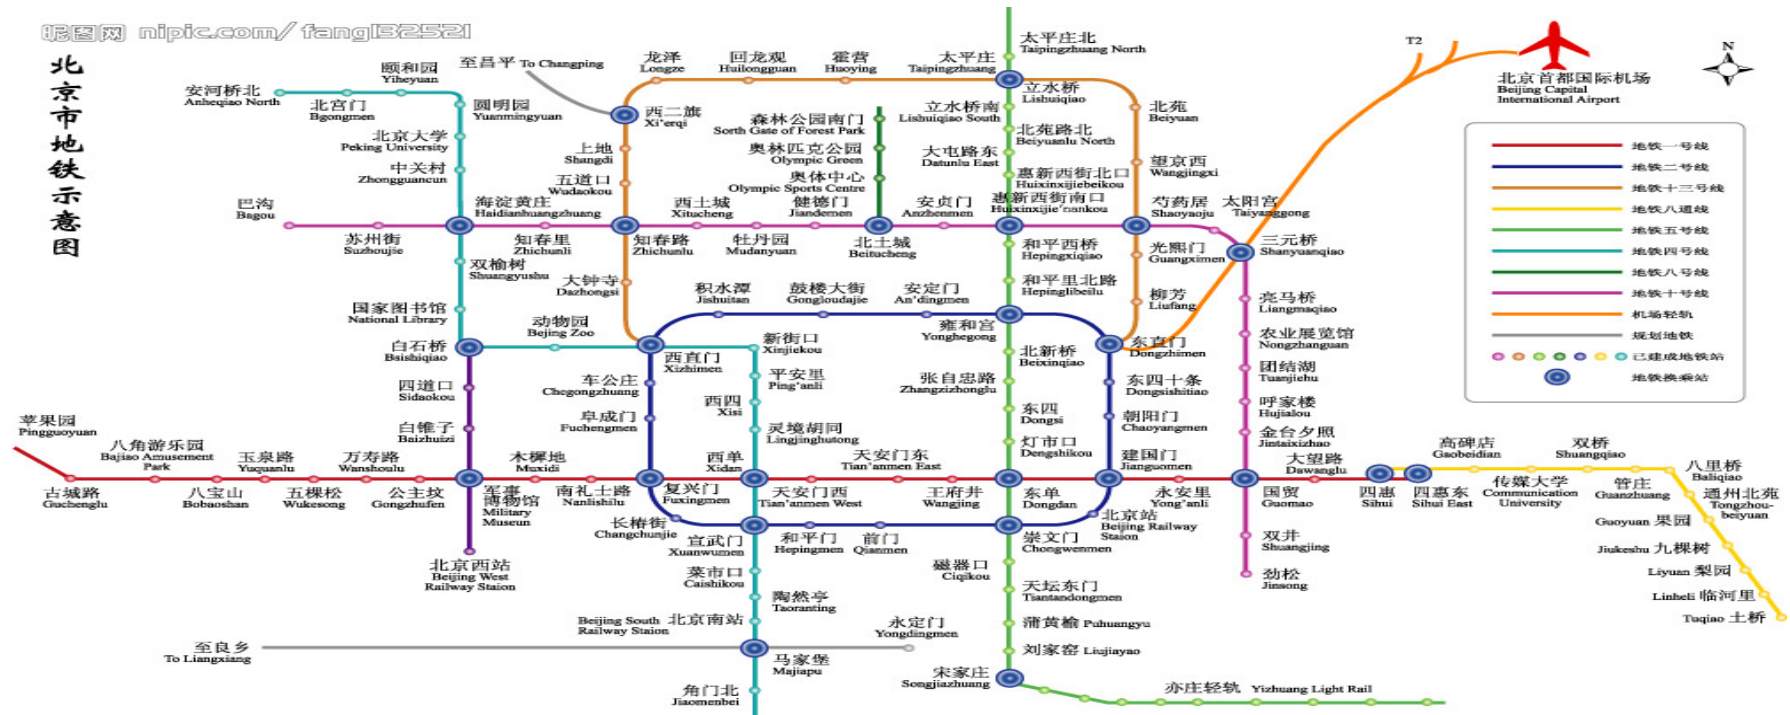 昵图网 nipic.com/fang132521
北京市地铁示意图
安河桥北
Anheqiao North
北宫门
Bgongmen
颐和园
Yiheyuan
圆明园
Yuanmingyuan
北京大学
Peking University
中关村
Zhongguancun
巴沟
Bagou
苏州街
Suzhoujie
海淀黄庄
Haidianhuangzhuang
知春里
Zhichunli
知春路
Zhichunlu
西土城
Xitucheng
牡丹园
Mudanyuan
健德门
Jiandemen
北土城
Beitucheng
安贞门
Anzhenmen
惠新西街南口
Huixinxijie'nankou
芍药居
Shaoyaoju
太阳宫
Taiyanggong
三元桥
Shanyuanqiao
至昌平 To Changping
西二旗
Xi'erqi
龙泽
Longze
回龙观
Huilongguan
霍营
Huoying
太平庄
Taipingzhuang
太平庄北
Taipingzhuang North
立水桥
Lishuiqiao
立水桥南
Lishuiqiao South
北苑路北
Beiyuanlu North
大屯路东
Datunlu East
惠新西街北口
Huixinxijiebeikou
北苑
Beiyuan
望京西
Wangjingxi
上地
Shangdi
五道口
Wudaokou
大钟寺
Dazhongsi
森林公园南门
Sorth Gate of Forest Park
奥林匹克公园
Olympic Green
奥体中心
Olympic Sports Centre
双榆树
Shuangyushu
国家图书馆
National Library
白石桥
Bsishiqiao
动物园
Bejing Zoo
西直门
Xizhimen
积水潭
Jishuitan
鼓楼大街
Gongloudajie
安定门
An'dingmen
雍和宫
Yonghegong
和平西桥
Hepingxiqiao
和平里北路
Hepinglibeilu
光熙门
Guangximen
柳芳
Liufang
东直门
Dongzhimen
亮马桥
Liangmaqiao
农业展览馆
Nongzhanguan
团结湖
Tuanjiehu
呼家楼
Hujialou
金台夕照
Jintaixizhao
新街口
Xinjiekou
平安里
Ping'anli
西四
Xisi
灵境胡同
Lingjinghutong
车公庄
Chegongzhuang
阜成门
Fuchengmen
四道口
Sidaokou
白锥子
Baizhuizi
北新桥
Beixinqiao
张自忠路
Zhangzizhonglu
东四
Dongsi
灯市口
Dengshikou
东四十条
Dongsishitiao
朝阳门
Chaoyangmen
苹果园
Pingguoyuan
古城路
Guchenglu
八角游乐园
Bajiao Amusement
Park
八宝山
Bobaoshan
玉泉路
Yuquanlu
五棵松
Wukesong
万寿路
Wanshoulu
公主坟
Gongzhufen
军事
博物馆
Military
Museun
木樨地
Muxidi
南礼士路
Nanlishilu
复兴门
Fuxingmen
西单
Xidan
天安门西
Tian'anmen West
天安门东
Tian'anmen East
王府井
Wangjing
东单
Dongdan
建国门
Jianguomen
永安里
Yong'anli
国贸
Guomao
大望路
Dawanglu
四惠
Sihui
四惠东
Sihui East
高碑店
Gaobeidian
传媒大学
Communication
University
双桥
Shuangqiao
管庄
Guanzhuang
八里桥
Baliqiao
通州北苑
Tongzhou-
beiyuan
Guoyuan 果园
Jiukeshu 九棵树
Liyuan 梨园
Linheli 临河里
Tuqiao 土桥
长椿街
Changchunjie
宣武门
Xuanwumen
和平门
Hepingmen
前门
Qianmen
崇文门
Chongwenmen
北京站
Beijing Railway
Staion
双井
Shuangjing
劲松
Jinsong
北京西站
Beijing West
Railway Staion
菜市口
Caishikou
陶然亭
Taoranting
Beijing South 北京南站
Railway Staion
马家堡
Majiapu
角门北
Jiaomenbei
至良乡
To Liangxiang
永定门
Yongdingmen
磁器口
Ciqikou
天坛东门
Tiantandongmen
蒲黄榆 Puhuangyu
刘家窑 Liujiayao
宋家庄
Songjiazhuang
亦庄轻轨 Yizhuang Light Rail
T2
北京首都国际机场
Beijing Capital
International Airport
N
地铁一号线
地铁二号线
地铁十三号线
地铁八通线
地铁五号线
地铁四号线
地铁八号线
地铁十号线
机场轻轨
规划地铁
已建成地铁站
地铁换乘站